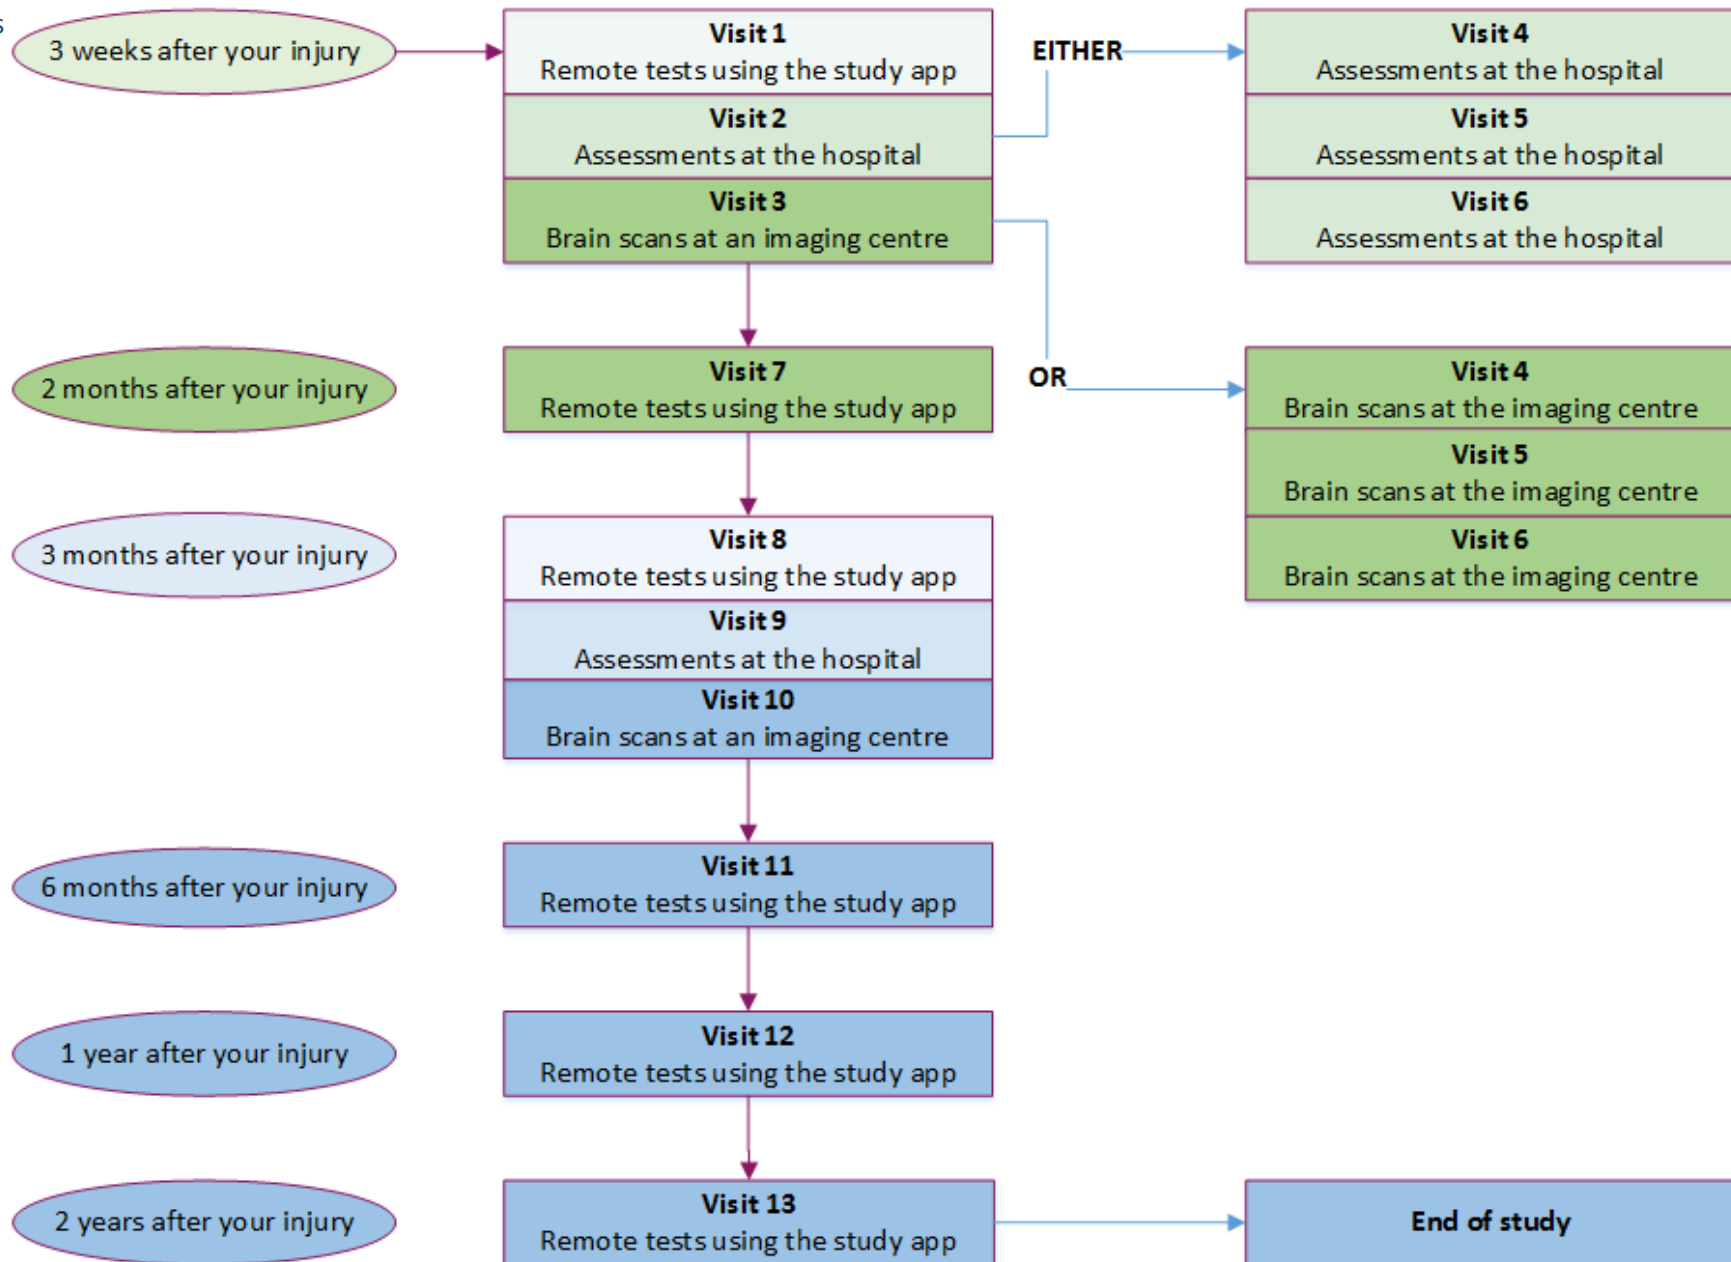 s
3 weeks after your injury
Visit 1
Remote tests using the study app
Visit 2
Assessments at the hospital
Visit 3
Brain scans at an imaging centre
EITHER
Visit 4
Assessments at the hospital
Visit 5
Assessments at the hospital
Visit 6
Assessments at the hospital
2 months after your injury
Visit 7
Remote tests using the study app
OR
Visit 4
Brain scans at the imaging centre
Visit 5
Brain scans at the imaging centre
Visit 6
Brain scans at the imaging centre
3 months after your injury
Visit 8
Remote tests using the study app
Visit 9
Assessments at the hospital
Visit 10
Brain scans at an imaging centre
6 months after your injury
Visit 11
Remote tests using the study app
1 year after your injury
Visit 12
Remote tests using the study app
2 years after your injury
Visit 13
Remote tests using the study app
End of study